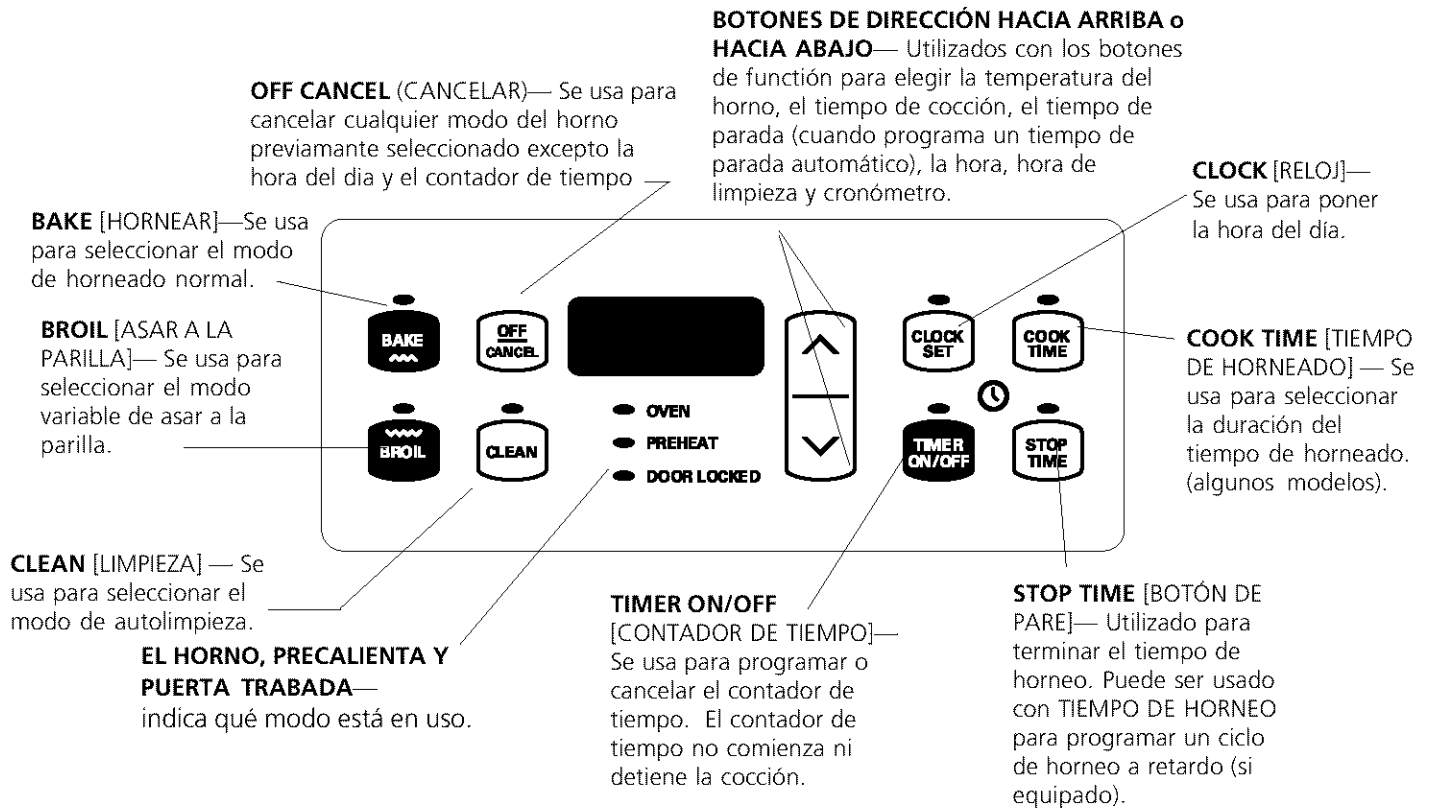 BOTONES DE DIRECCIÓN HACIA ARRIBA o
HACIA ABAJO— Utilizados con los botones
de función para elegir la temperatura del
horno, el tiempo de cocción, el tiempo de
parada (cuando programa un tiempo de
parada automático), la hora, hora de
limpieza y cronómetro.
OFF CANCEL (CANCELAR)— Se usa para
cancelar cualquier modo del horno
previamante seleccionado excepto la
hora del dia y el contador de tiempo
CLOCK [RELOJ]—
Se usa para poner
la hora del día.
BAKE [HORNEAR]—Se usa
para seleccionar el modo
de horneado normal.
BROIL [ASAR A LA
PARILLA]— Se usa para
seleccionar el modo
variable de asar a la
parilla.
BAKE
OFF
CANCEL
CLOCK
SET
COOK
TIME
BROIL
CLEAN
OVEN
PREHEAT
DOOR LOCKED
TIMER
ON/OFF
STOP
TIME
COOK TIME [TIEMPO
DE HORNEADO] — Se
usa para seleccionar
la duración del
tiempo de horneado.
(algunos modelos).
CLEAN [LIMPIEZA] — Se
usa para seleccionar el
modo de autolimpieza.
EL HORNO, PRECALIENTA Y
PUERTA TRABADA—
indica qué modo está en uso.
TIMER ON/OFF
[CONTADOR DE TIEMPO]—
Se usa para programar o
cancelar el contador de
tiempo. El contador de
tiempo no comienza ni
detiene la cocción.
STOP TIME [BOTÓN DE
PARE]— Utilizado para
terminar el tiempo de
horneo. Puede ser usado
con TIEMPO DE HORNEO
para programar un ciclo
de horneo a retardo (si
equipado).